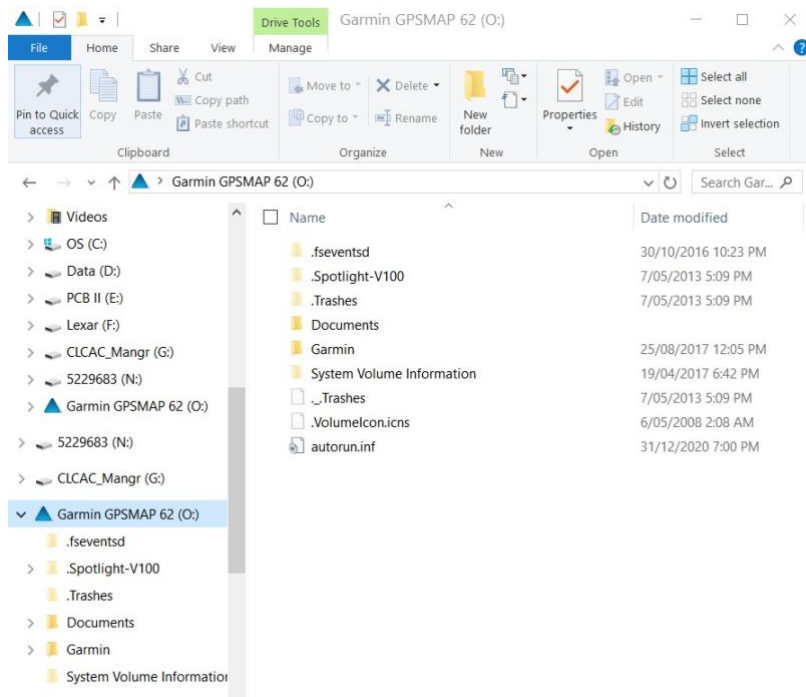 Drive Tools Garmin GPSMAP 62 (O:)
File Home Share View Manage
Pin to Quick access
Copy
Paste
Cut
Copy path
Paste shortcut
Clipboard
Move to
Copy to
Delete
Rename
Organize
New folder
New
Properties
Open
Edit
History
Open
Select all
Select none
Invert selection
Select
Garmin GPSMAP 62 (O:)
Search Gar...
Videos
OS (C:)
Data (D:)
PCB II (E:)
Lexar (F:)
CLCAC_Mangr (G:)
5229683 (N:)
Garmin GPSMAP 62 (O:)
5229683 (N:)
CLCAC_Mangr (G:)
Garmin GPSMAP 62 (O:)
.fseventsd
.Spotlight-V100
.Trashes
Documents
Garmin
System Volume Information
Name Date modified
.fseventsd 30/10/2016 10:23 PM
.Spotlight-V100 7/05/2013 5:09 PM
.Trashes 7/05/2013 5:09 PM
Documents
Garmin 25/08/2017 12:05 PM
System Volume Information 19/04/2017 6:42 PM
._.Trashes 7/05/2013 5:09 PM
.VolumeIcon.icns 6/05/2008 2:08 AM
autorun.inf 31/12/2020 7:00 PM